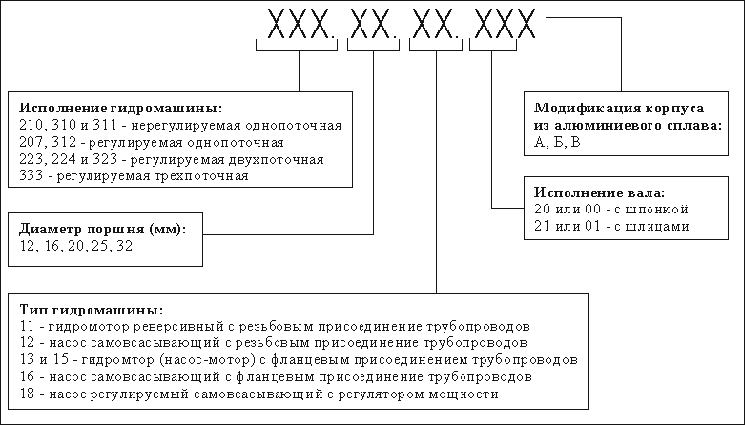 XXX. XX. XX. XXX
Исполнение гидромашины:
210, 310 и 311 - нерегулируемая однопоточная
207, 312 - регулируемая однопоточная
223, 224 и 323 - регулируемая двухпоточная
333 - регулируемая трехпоточная
Модификация корпуса
из алюминиевого сплава:
А, Б, В
Исполнение вала:
20 или 00 - с шпонкой
21 или 01 - с шлицами
Диаметр поршня (мм):
12, 16, 20, 25, 32
Тип гидромашины:
11 - гидромотор реверсивный с резьбовым присоединение трубопроводов
12 - насос самовсасывающий с резьбовым присоединение трубопроводов
13 и 15 - гидромтор (насос-мотор) с фланцевым присоединением трубопроводов
16 - насос самовсасывающий с фланцевым присоединение трубопроводов
18 - насос регулируемый самовсасывающий с регулятором мощности